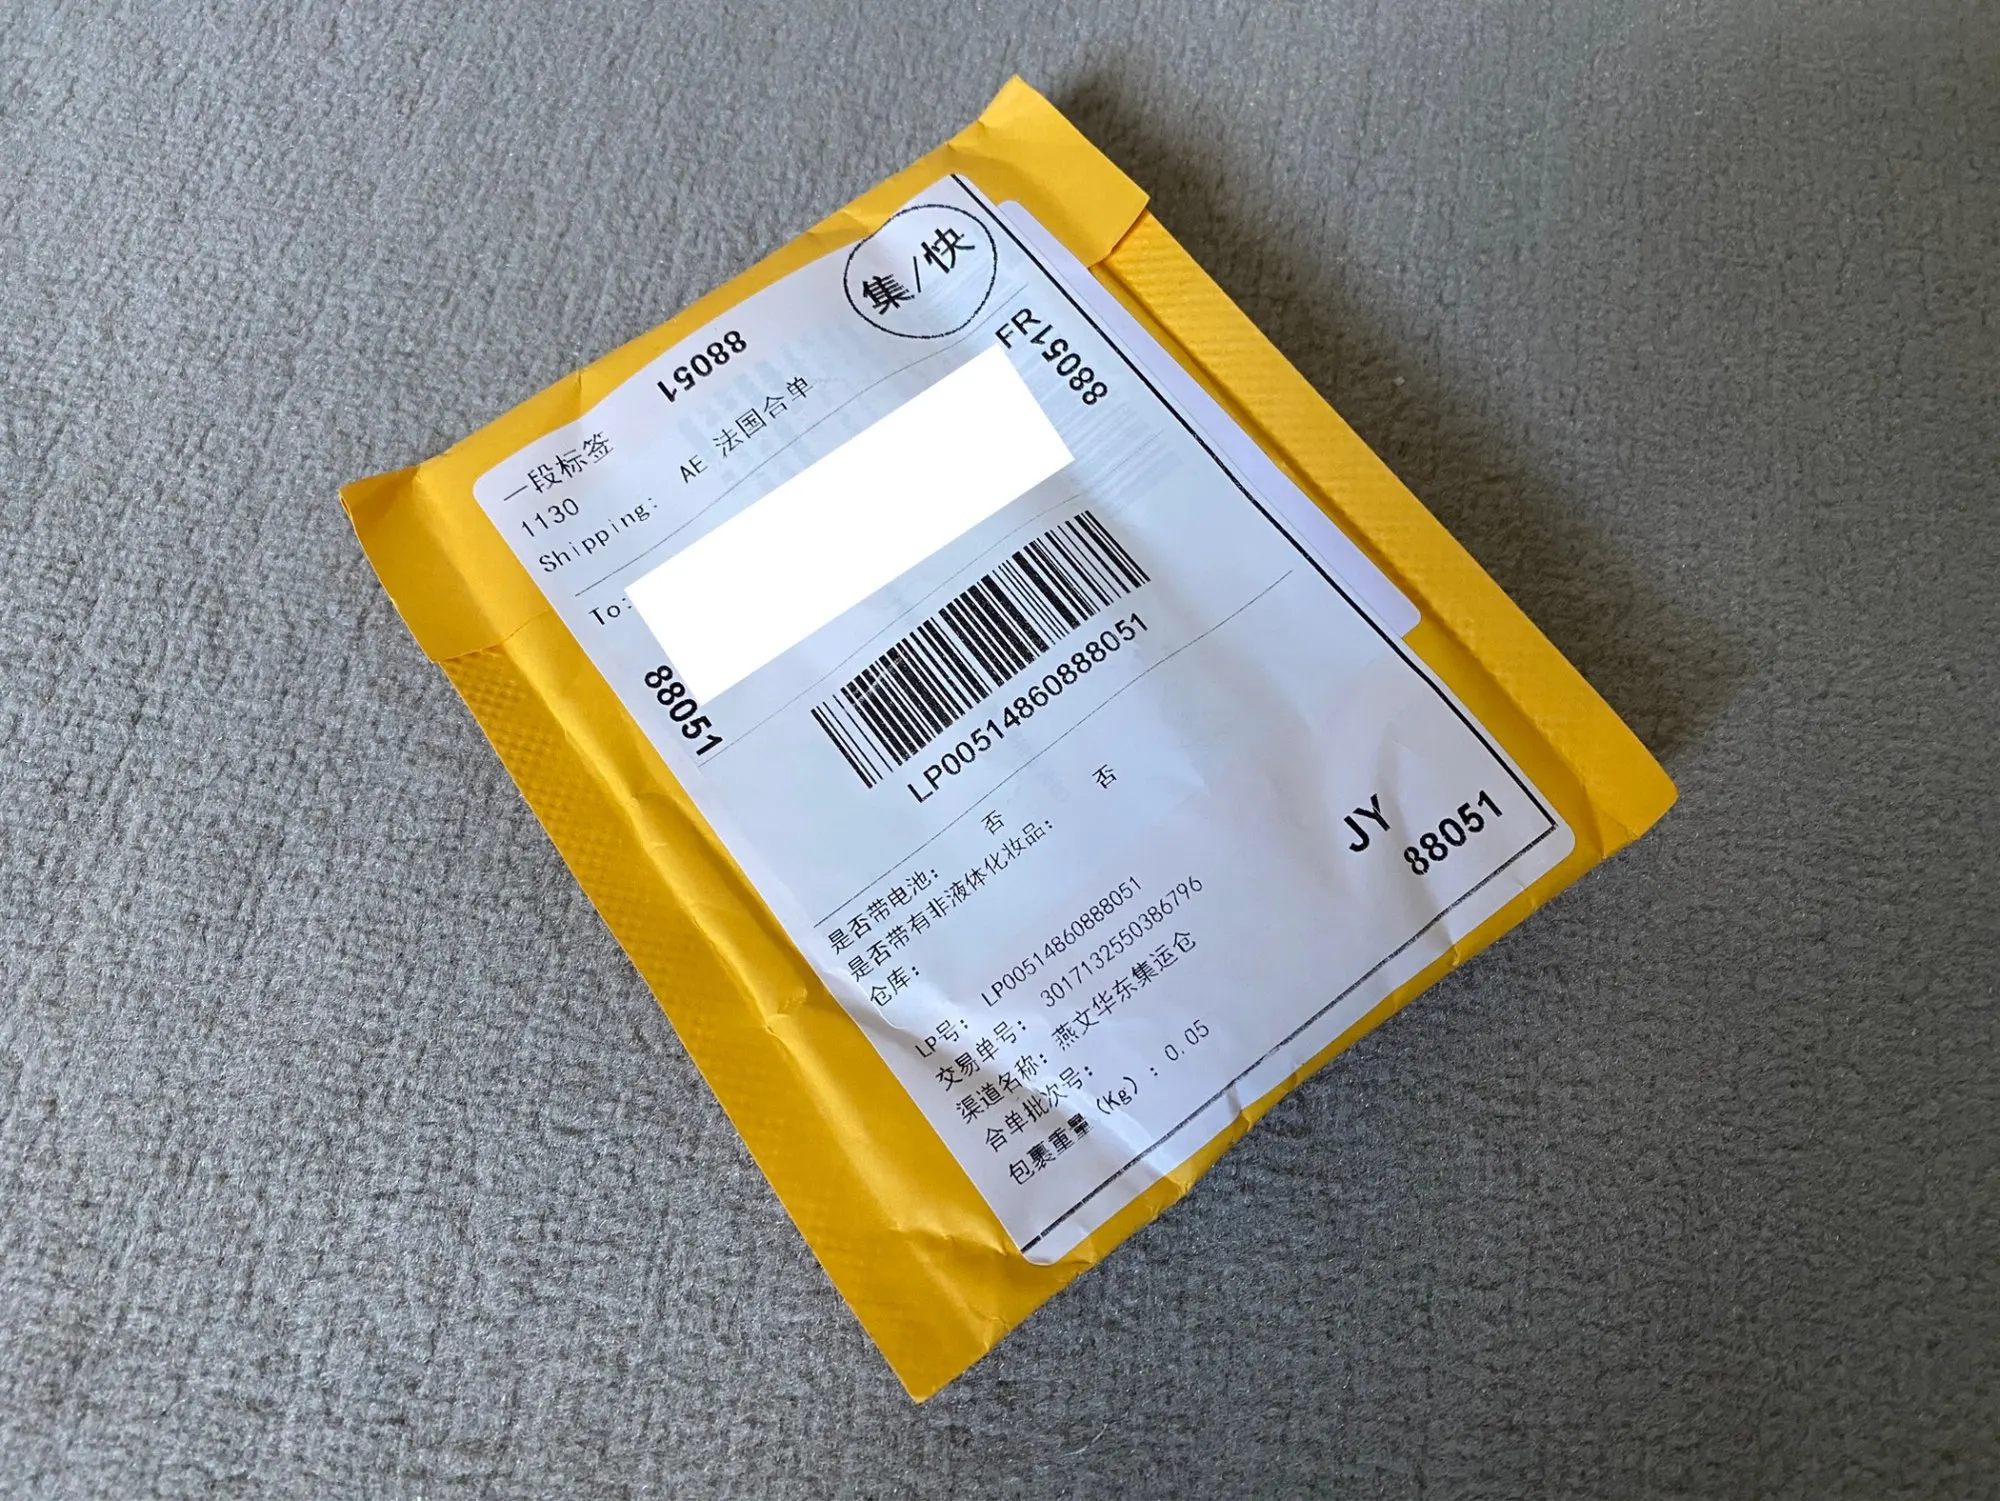 集/快
88051
一段标签
1130
Shipping: AE 法国合单
FR
88051
To:
88051
LP00514860888051
是否带电池: 否
是否带有非液体化妆品: 否
仓库:
JY
88051
LP号: LP00514860888051
交易单号: 3017132550386796
渠道名称: 燕文华东集运仓
合单批次号:
包裹重量 (Kg) : 0.05